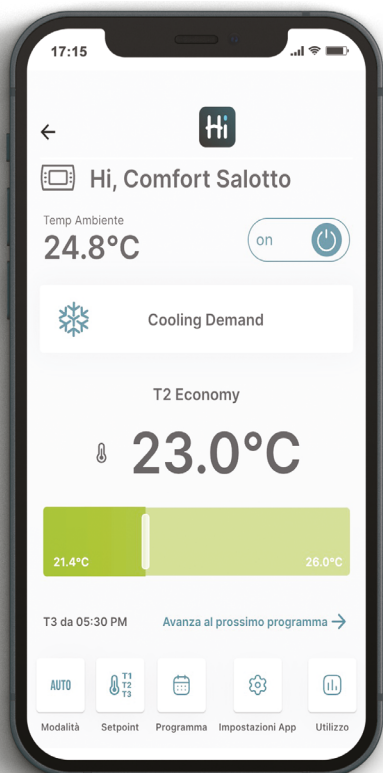 17:15
Hi
Hi, Comfort Salotto
Temp Ambiente
24.8°C
on
Cooling Demand
T2 Economy
23.0°C
21.4°C 26.0°C
T3 da 05:30 PM Avanza al prossimo programma →
AUTO T1 T2 T3
Modalità Setpoint Programma Impostazioni App Utilizzo